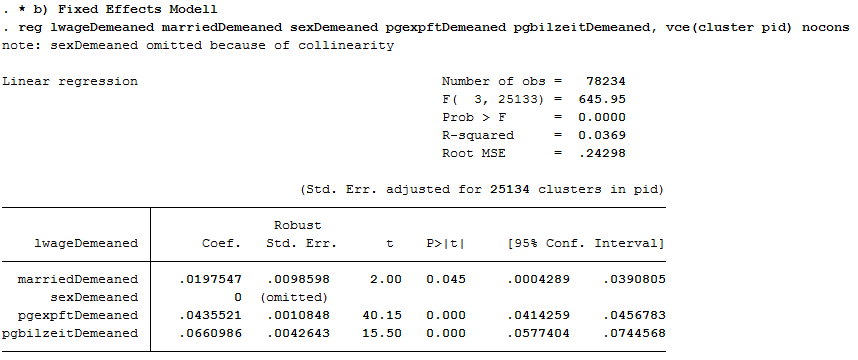 . * b) Fixed Effects Modell
. reg lwageDemeaned marriedDemeaned sexDemeaned pgexpftDemeaned pgbilzeitDemeaned, vce(cluster pid) nocons
note: sexDemeaned omitted because of collinearity
Linear regression Number of obs = 78234
F( 3, 25133) = 645.95
Prob > F = 0.0000
R-squared = 0.0369
Root MSE = .24298
(Std. Err. adjusted for 25134 clusters in pid)
Robust
lwageDemeaned Coef. Std. Err. t P>|t| [95% Conf. Interval]
marriedDemeaned .0197547 .0098598 2.00 0.045 .0004289 .0390805
sexDemeaned 0 (omitted)
pgexpftDemeaned .0435521 .0010848 40.15 0.000 .0414259 .0456783
pgbilzeitDemeaned .0660986 .0042643 15.50 0.000 .0577404 .0744568